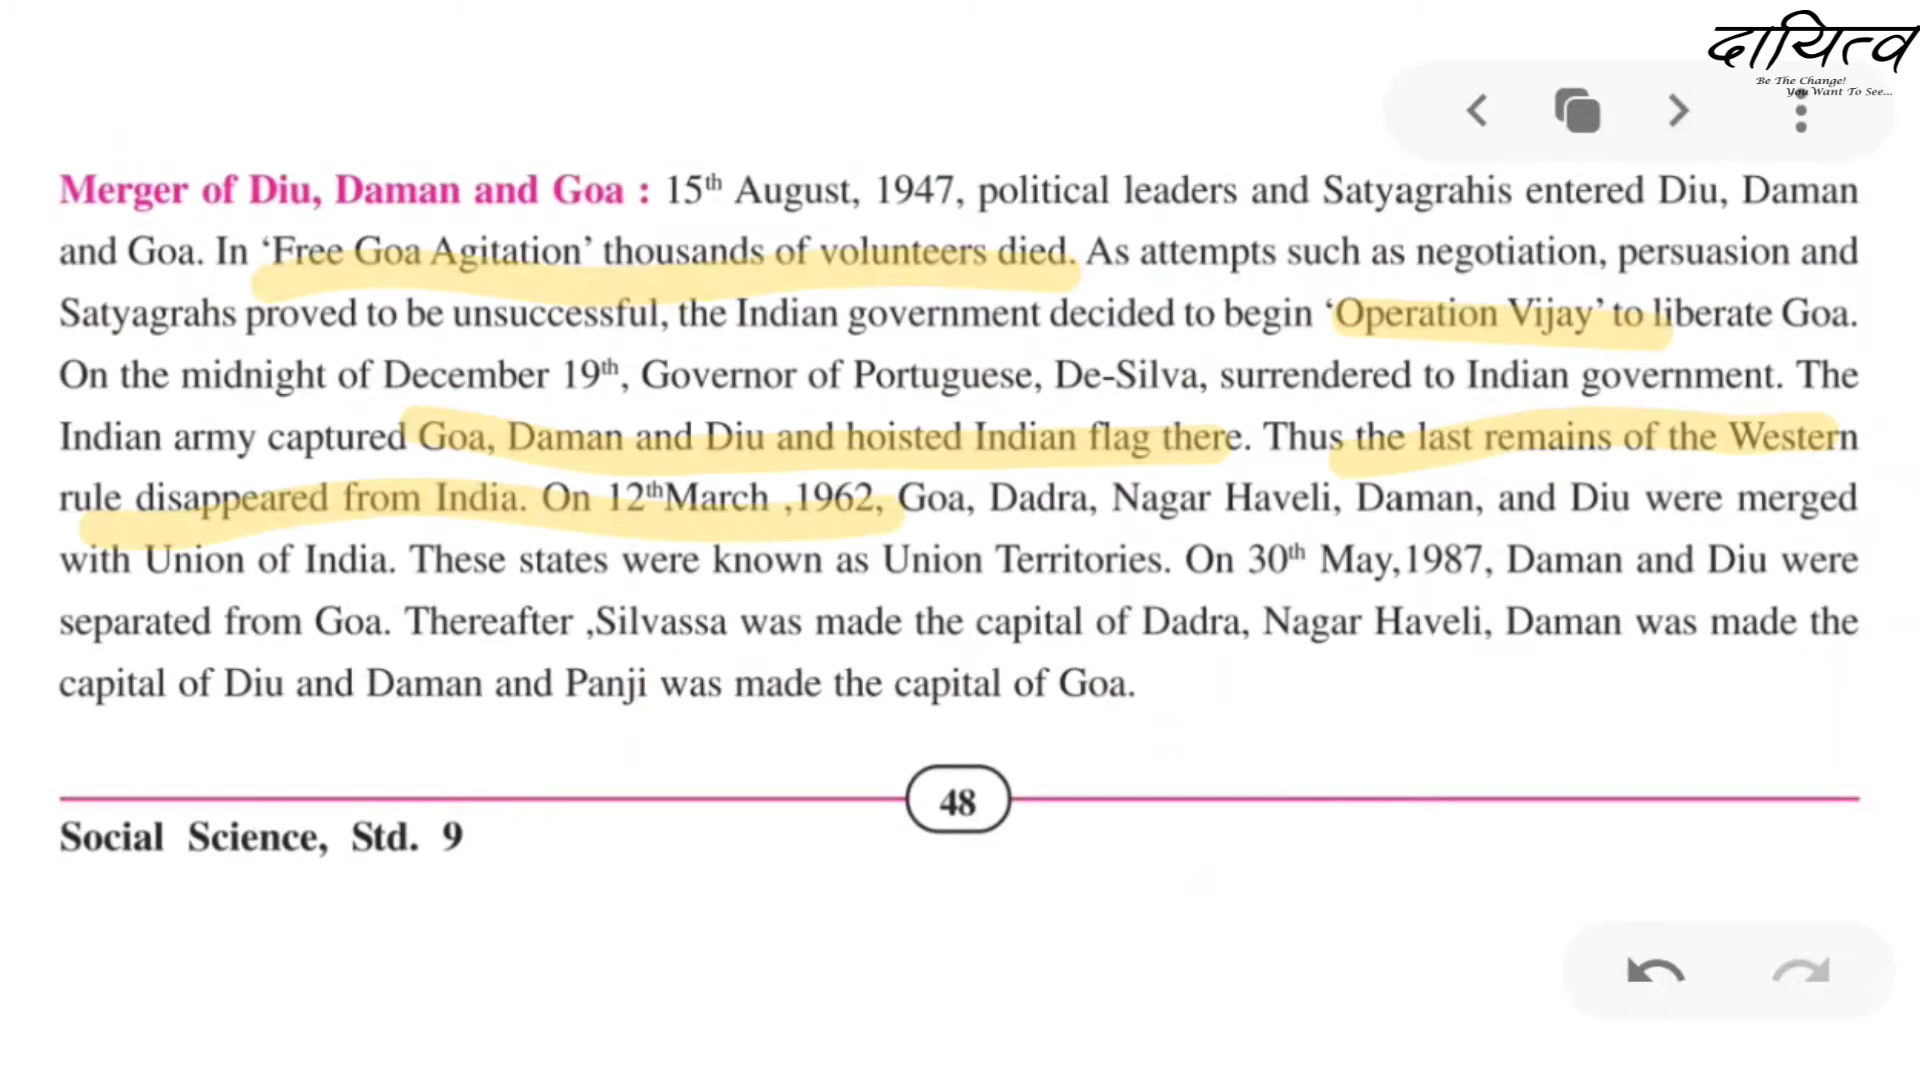 दायित्व
Be The Change!
You Want To See...
Merger of Diu, Daman and Goa : 15th August, 1947, political leaders and Satyagrahis entered Diu, Daman
and Goa. In ‘Free Goa Agitation’ thousands of volunteers died. As attempts such as negotiation, persuasion and
Satyagrahs proved to be unsuccessful, the Indian government decided to begin ‘Operation Vijay’ to liberate Goa.
On the midnight of December 19th, Governor of Portuguese, De-Silva, surrendered to Indian government. The
Indian army captured Goa, Daman and Diu and hoisted Indian flag there. Thus the last remains of the Western
rule disappeared from India. On 12thMarch ,1962, Goa, Dadra, Nagar Haveli, Daman, and Diu were merged
with Union of India. These states were known as Union Territories. On 30th May,1987, Daman and Diu were
separated from Goa. Thereafter ,Silvassa was made the capital of Dadra, Nagar Haveli, Daman was made the
capital of Diu and Daman and Panji was made the capital of Goa.
48
Social Science, Std. 9